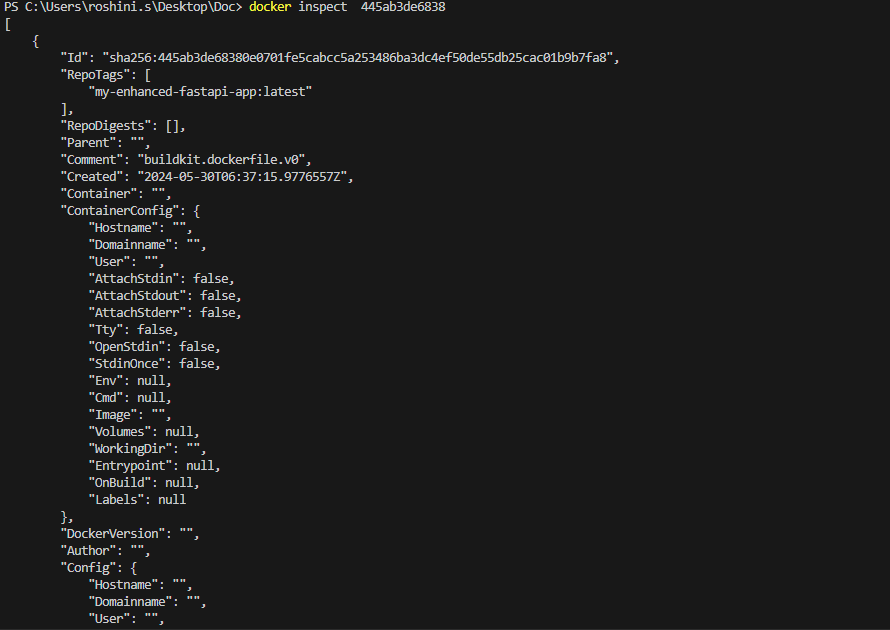 PS C:\Users\roshini.s\Desktop\Doc> docker inspect  445ab3de6838
[
    {
        "Id": "sha256:445ab3de68380e0701fe5cabcc5a253486ba3dc4ef50de55db25cac01b9b7fa8",
        "RepoTags": [
            "my-enhanced-fastapi-app:latest"
        ],
        "RepoDigests": [],
        "Parent": "",
        "Comment": "buildkit.dockerfile.v0",
        "Created": "2024-05-30T06:37:15.9776557Z",
        "Container": "",
        "ContainerConfig": {
            "Hostname": "",
            "Domainname": "",
            "User": "",
            "AttachStdin": false,
            "AttachStdout": false,
            "AttachStderr": false,
            "Tty": false,
            "OpenStdin": false,
            "StdinOnce": false,
            "Env": null,
            "Cmd": null,
            "Image": "",
            "Volumes": null,
            "WorkingDir": "",
            "Entrypoint": null,
            "OnBuild": null,
            "Labels": null
        },
        "DockerVersion": "",
        "Author": "",
        "Config": {
            "Hostname": "",
            "Domainname": "",
            "User": "",